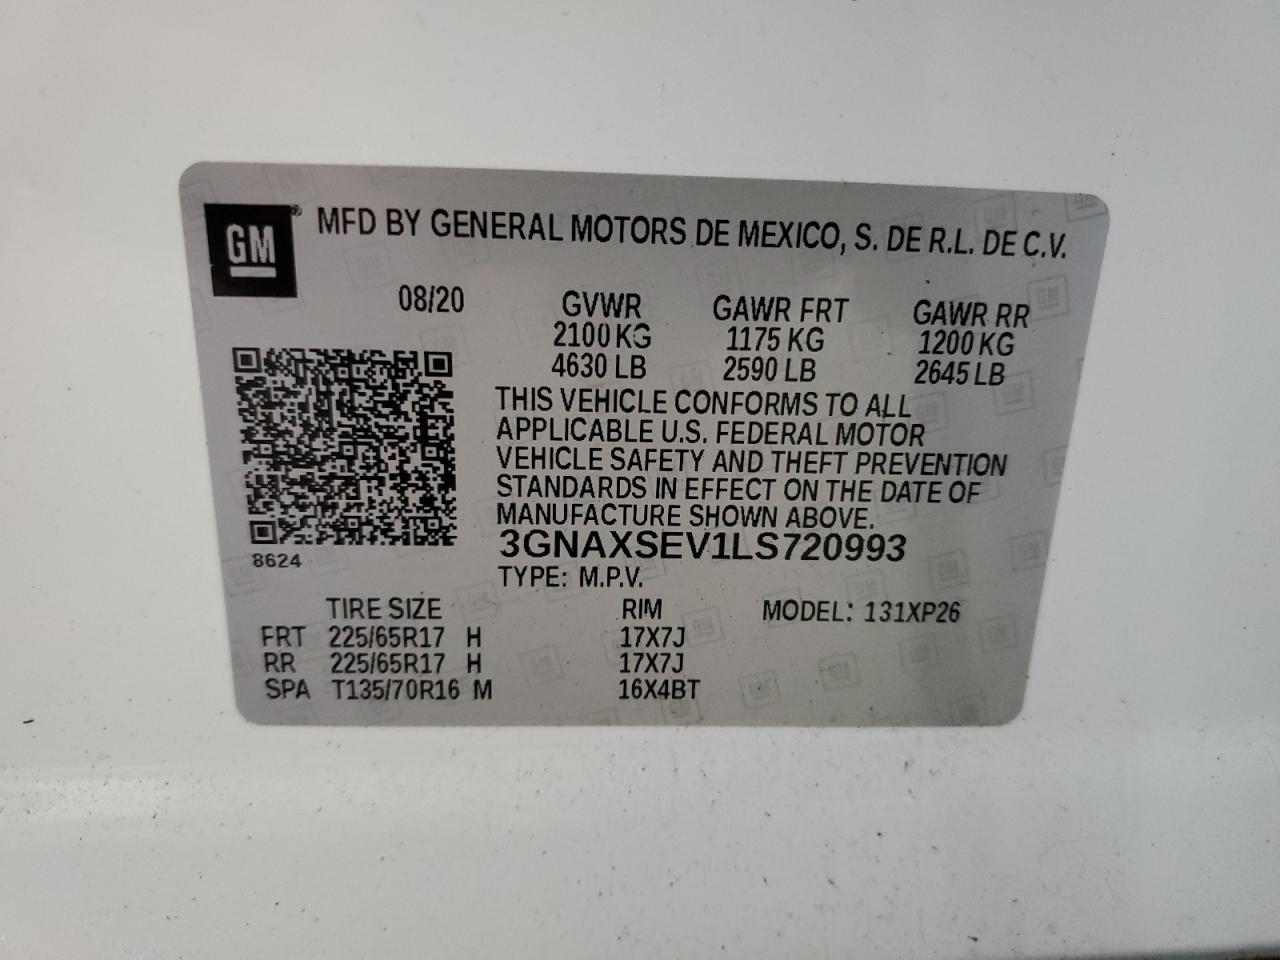 GM® MFD BY GENERAL MOTORS DE MEXICO, S. DE R.L. DE C.V.
08/20 GVWR GAWR FRT GAWR RR
2100 KG 1175 KG 1200 KG
4630 LB 2590 LB 2645 LB
THIS VEHICLE CONFORMS TO ALL
APPLICABLE U.S. FEDERAL MOTOR
VEHICLE SAFETY AND THEFT PREVENTION
STANDARDS IN EFFECT ON THE DATE OF
MANUFACTURE SHOWN ABOVE.
3GNAXSEV1LS720993
8624
TYPE: M.P.V.
TIRE SIZE RIM MODEL: 131XP26
FRT 225/65R17 H 17X7J
RR 225/65R17 H 17X7J
SPA T135/70R16 M 16X4BT